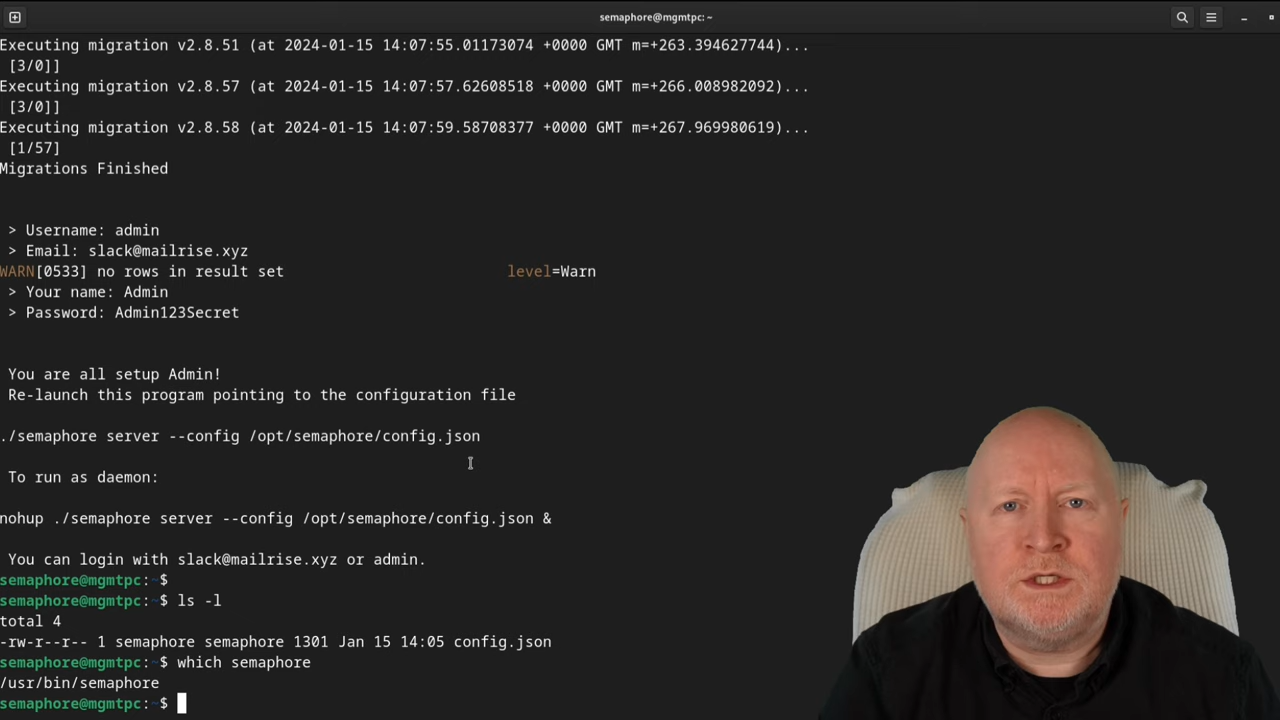 semaphore@mgmtpc: ~
Executing migration v2.8.51 (at 2024-01-15 14:07:55.01173074 +0000 GMT m=+263.394627744)...
[3/0]]
Executing migration v2.8.57 (at 2024-01-15 14:07:57.62608518 +0000 GMT m=+266.008982092)...
[3/0]]
Executing migration v2.8.58 (at 2024-01-15 14:07:59.58708377 +0000 GMT m=+267.969980619)...
[1/57]
Migrations Finished
> Username: admin
> Email: slack@mailrise.xyz
WARN[0533] no rows in result set level=Warn
> Your name: Admin
> Password: Admin123Secret
You are all setup Admin!
Re-launch this program pointing to the configuration file
./semaphore server --config /opt/semaphore/config.json
To run as daemon:
nohup ./semaphore server --config /opt/semaphore/config.json &
You can login with slack@mailrise.xyz or admin.
semaphore@mgmtpc:~$
semaphore@mgmtpc:~$ ls -l
total 4
-rw-r--r-- 1 semaphore semaphore 1301 Jan 15 14:05 config.json
semaphore@mgmtpc:~$ which semaphore
/usr/bin/semaphore
semaphore@mgmtpc:~$